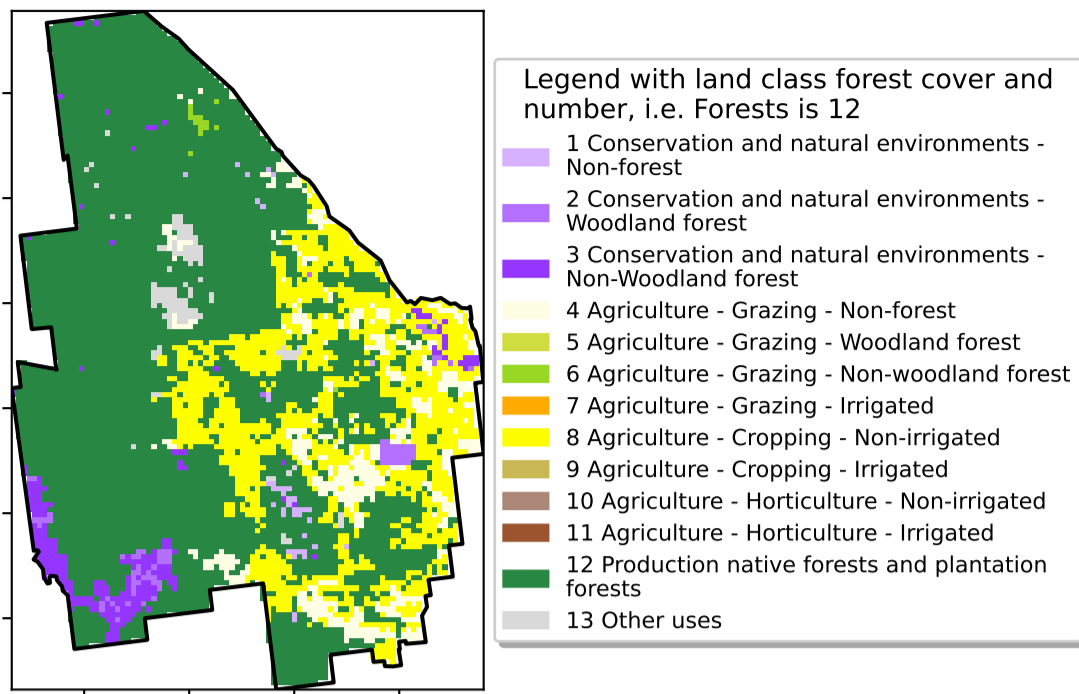 Legend with land class forest cover and
number, i.e. Forests is 12
1 Conservation and natural environments -
Non-forest
2 Conservation and natural environments -
Woodland forest
3 Conservation and natural environments -
Non-Woodland forest
4 Agriculture - Grazing - Non-forest
5 Agriculture - Grazing - Woodland forest
6 Agriculture - Grazing - Non-woodland forest
7 Agriculture - Grazing - Irrigated
8 Agriculture - Cropping - Non-irrigated
9 Agriculture - Cropping - Irrigated
10 Agriculture - Horticulture - Non-irrigated
11 Agriculture - Horticulture - Irrigated
12 Production native forests and plantation
forests
13 Other uses